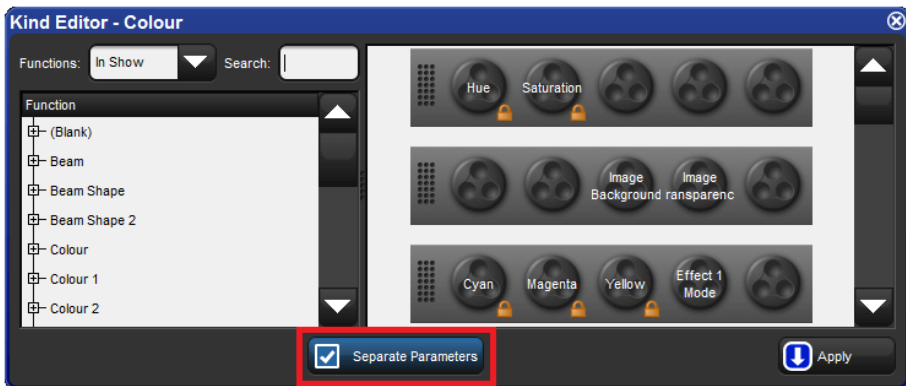 Kind Editor - Colour
Functions: In Show Search:
Function
(Blank)
Beam
Beam Shape
Beam Shape 2
Colour
Colour 1
Colour 2
Hue Saturation
Image Image
Background ransparenc
Cyan Magenta Yellow Effect 1
Mode
Separate Parameters
Apply